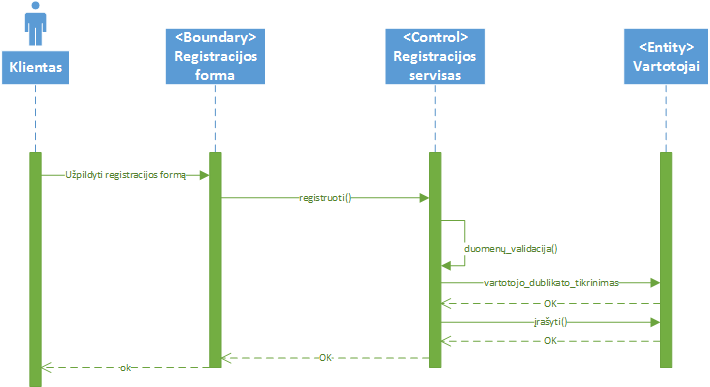 Klientas
<Boundary>
Registracijos
forma
<Control>
Registracijos
servisas
<Entity>
Vartotojai
Užpildyti registracijos formą
registruoti()
duomenų_validacija()
vartotojo_dublikato_tikrinimas
OK
įrašyti()
OK
OK
ok